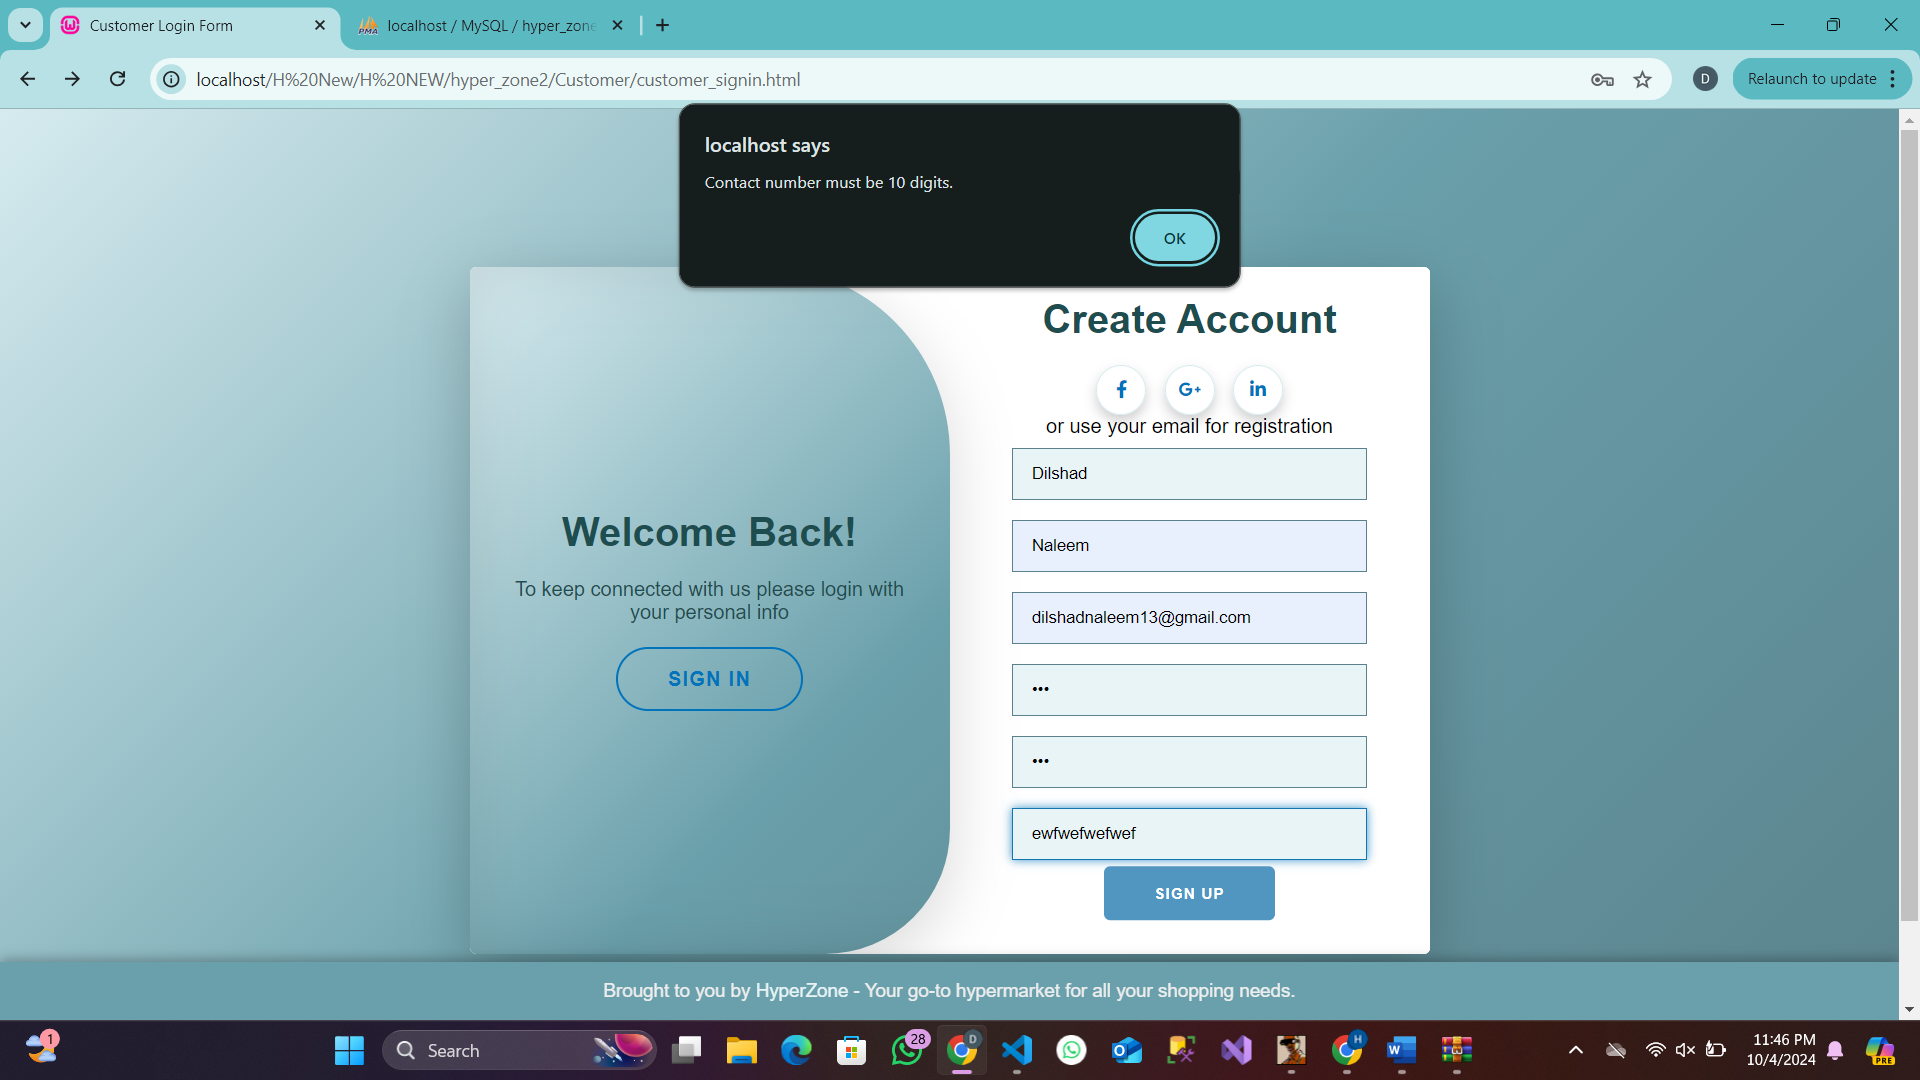 Customer Login Form
localhost / MySQL / hyper_zone
localhost/H%20New/H%20NEW/hyper_zone2/Customer/customer_signin.html
D
Relaunch to update
localhost says
Contact number must be 10 digits.
OK
Create Account
f
G+
in
or use your email for registration
Dilshad
Naleem
dilshadnaleem13@gmail.com
•••
•••
ewfwefwefwef
SIGN UP
Welcome Back!
To keep connected with us please login with
your personal info
SIGN IN
Brought to you by HyperZone - Your go-to hypermarket for all your shopping needs.
1
Search
28
D
H
11:46 PM
10/4/2024
PRE